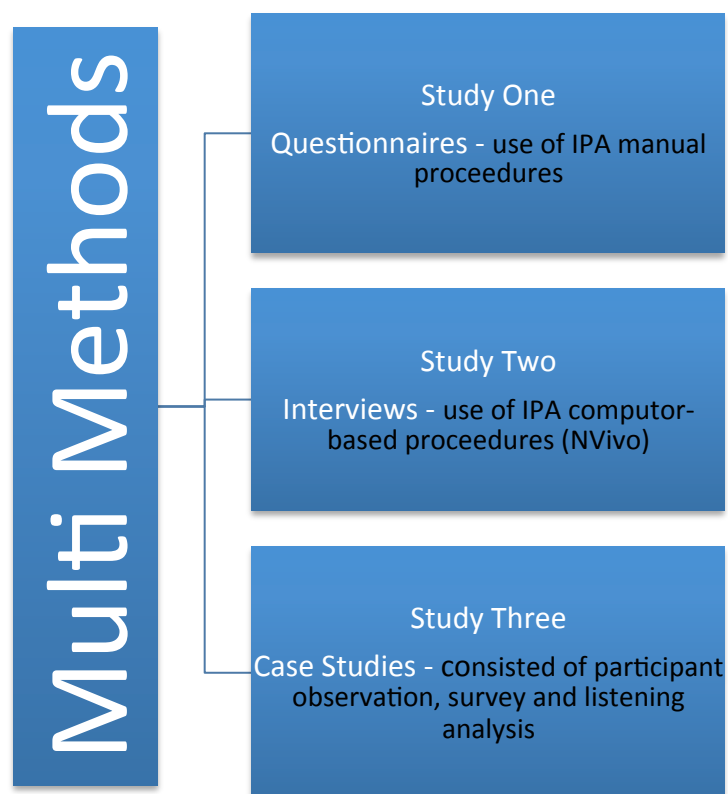 Multi Methods
Study One
Questionnaires - use of IPA manual
proceedures
Study Two
Interviews - use of IPA computor-
based proceedures (NVivo)
Study Three
Case Studies - consisted of participant
observation, survey and listening
analysis